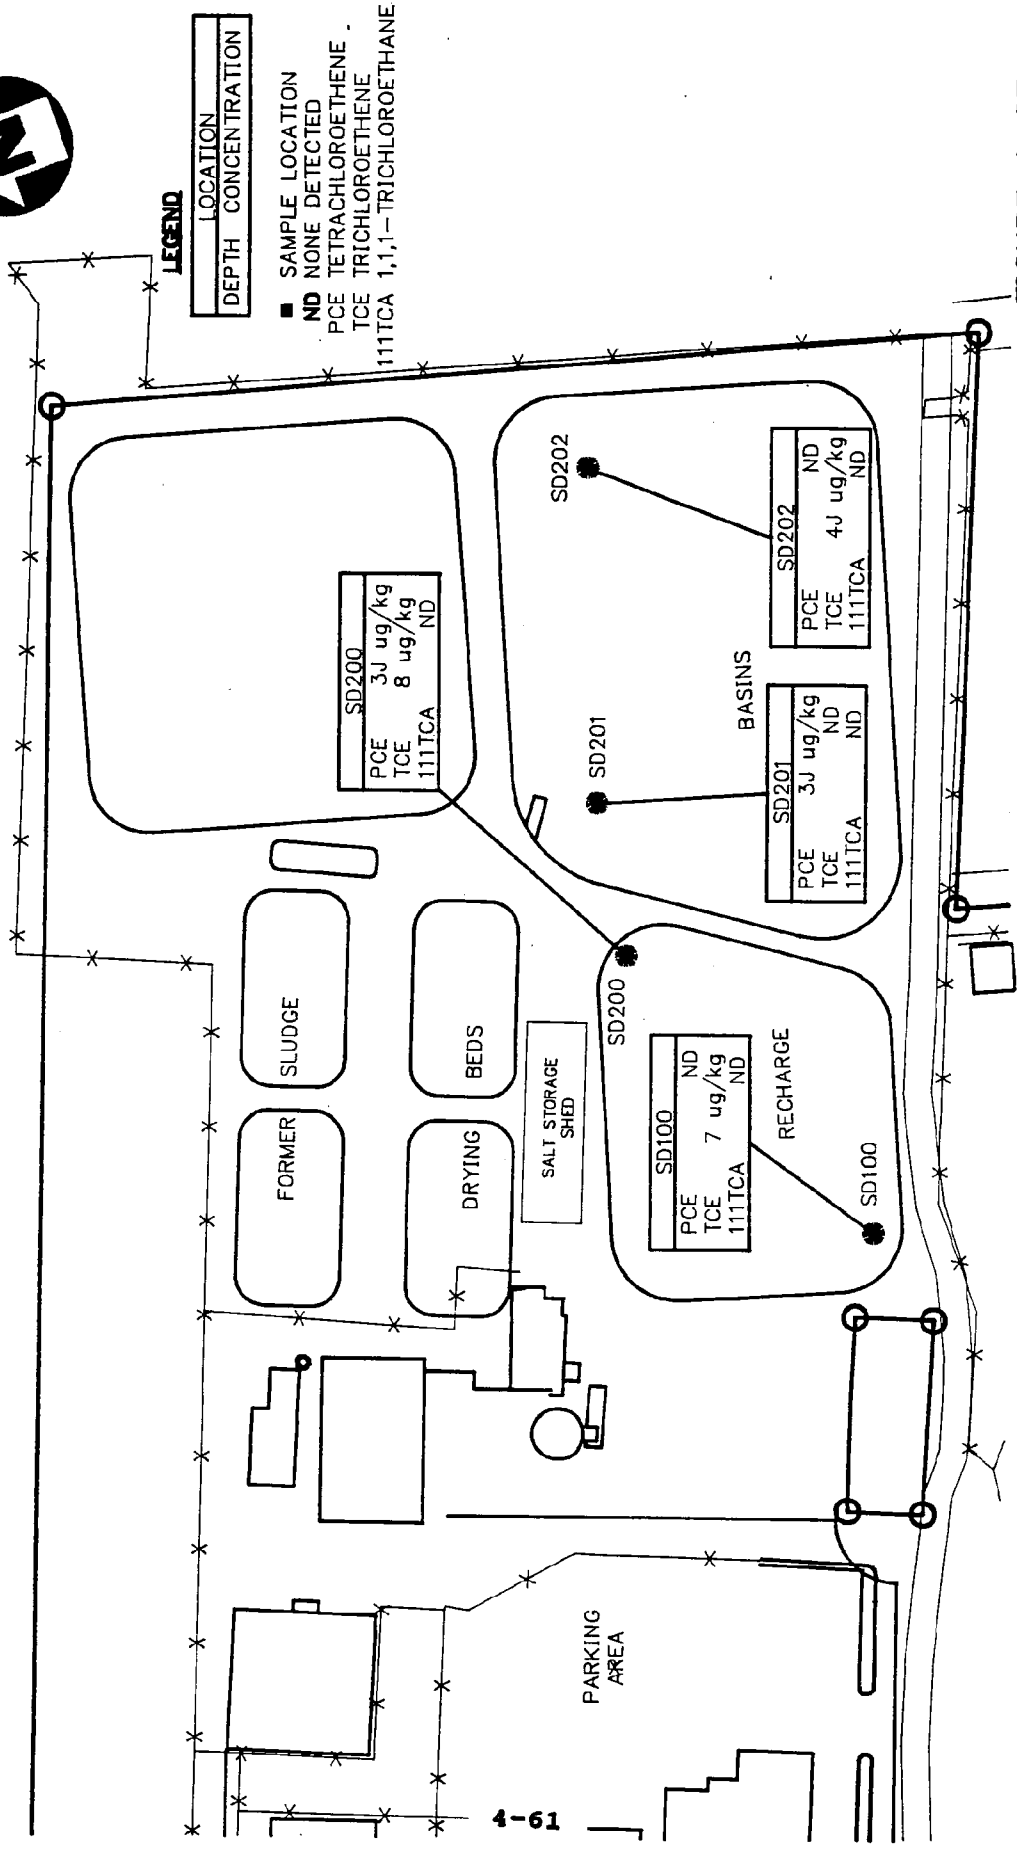 N
LEGEND
LOCATION
DEPTH CONCENTRATION
■ SAMPLE LOCATION
ND NONE DETECTED
PCE TETRACHLOROETHENE .
TCE TRICHLOROETHENE
111TCA 1,1,1-TRICHLOROETHANE
SD200
PCE 3J ug/kg
TCE 8 ug/kg
111TCA ND
SD202
SD202
PCE ND
TCE 4J ug/kg
111TCA ND
SD201
BASINS
SD201
PCE 3J ug/kg
TCE ND
111TCA ND
SLUDGE
BEDS
FORMER
DRYING
SALT STORAGE
SHED
SD200
SD100
PCE ND
TCE 7 ug/kg
111TCA ND
RECHARGE
SD100
PARKING
AREA
4-61